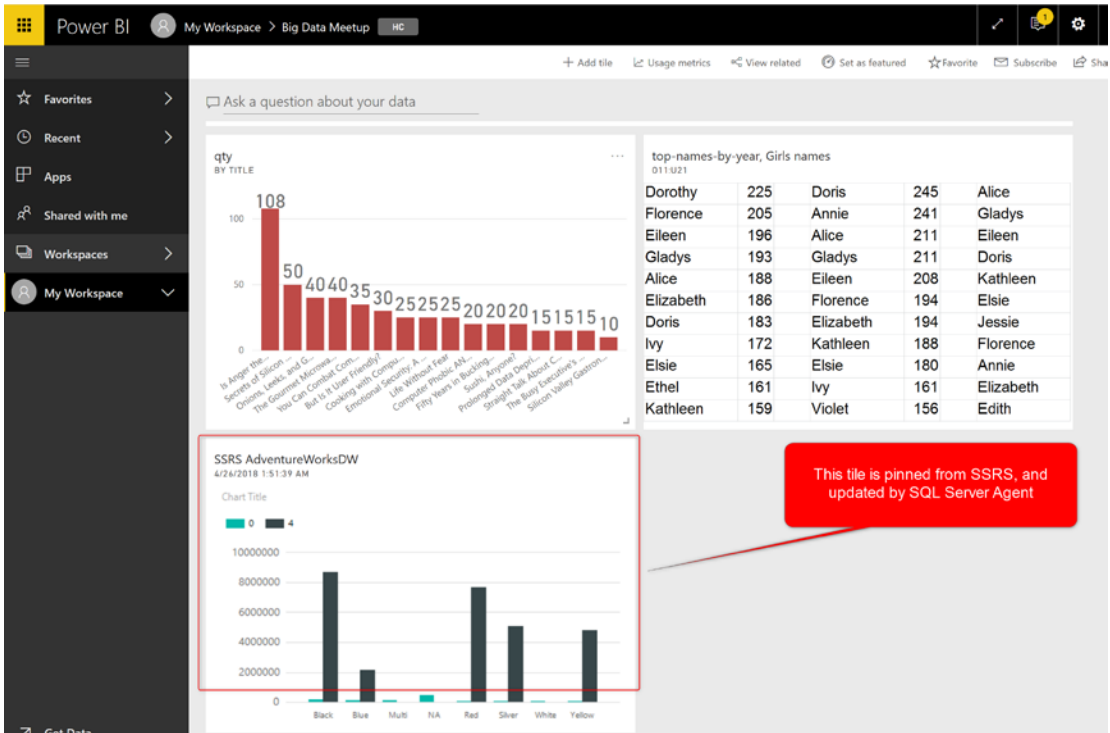 Power BI My Workspace > Big Data Meetup HC 1
+ Add tile Usage metrics View related Set as featured Favorite Subscribe Sha
Favorites
Recent
Apps
Shared with me
Workspaces
My Workspace
Get Data
Ask a question about your data
qty
BY TITLE
108 50 40 40 35 30 25 25 25 20 20 20 15 15 15 10
100
50
0
Is Anger the...
Secrets of Silicon ...
Onions, Leeks, and G...
The Gourmet Microwa...
You Can Combat Com...
But Is It User Friendly?
Cooking with Compu...
Emotional Security: A ...
Life Without Fear
Computer Phobic AN...
Fifty Years in Bucking...
Sushi, Anyone?
Prolonged Data Depri...
Straight Talk About C...
The Busy Executive's ...
Silicon Valley Gastron...
top-names-by-year, Girls names
011:U21
Dorothy 225 Doris 245 Alice
Florence 205 Annie 241 Gladys
Eileen 196 Alice 211 Eileen
Gladys 193 Gladys 211 Doris
Alice 188 Eileen 208 Kathleen
Elizabeth 186 Florence 194 Elsie
Doris 183 Elizabeth 194 Jessie
Ivy 172 Kathleen 188 Florence
Elsie 165 Elsie 180 Annie
Ethel 161 Ivy 161 Elizabeth
Kathleen 159 Violet 156 Edith
SSRS AdventureWorksDW
4/26/2018 1:51:39 AM
Chart Title
0 4
10000000
8000000
6000000
4000000
2000000
0
Black Blue Multi NA Red Silver White Yellow
This tile is pinned from SSRS, and
updated by SQL Server Agent